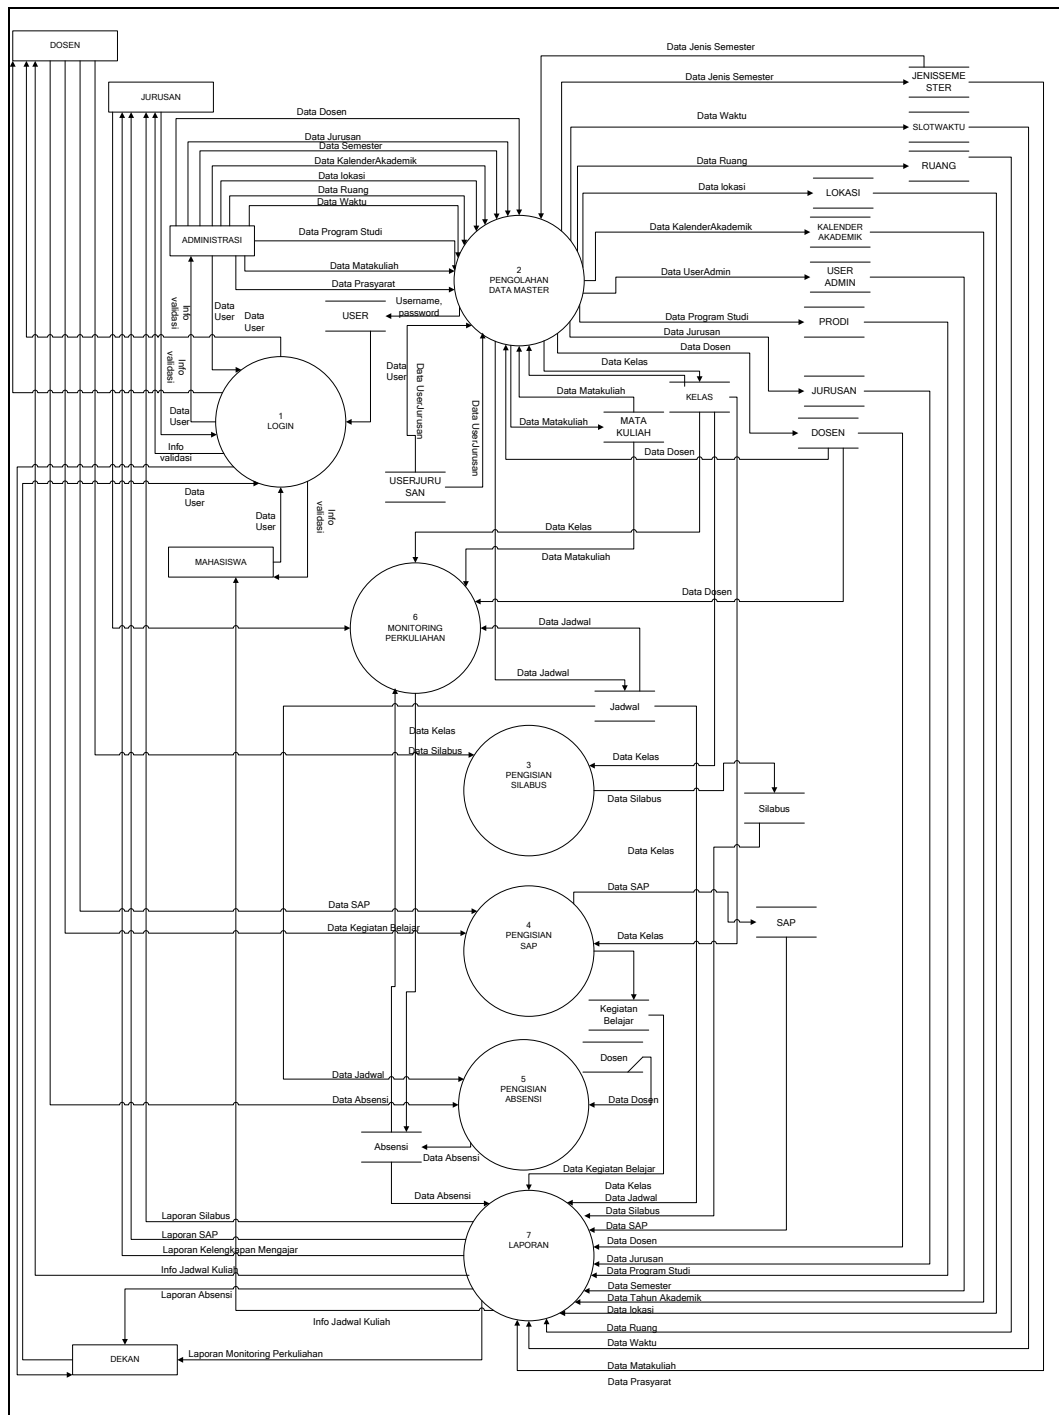 DOSEN
Data Jenis Semester
JENISSEME
STER
Data Jenis Semester
JURUSAN
Data Dosen
Data Waktu
SLOTWAKTU
Data Jurusan
Data Semester
Data KalenderAkademik
Data Ruang
RUANG
Data lokasi
Data Ruang
Data Waktu
Data lokasi
LOKASI
ADMINISTRASI
Data Program Studi
Data KalenderAkademik
KALENDER
AKADEMIK
2
PENGOLAHAN
DATA MASTER
Data Matakuliah
Data UserAdmin
USER
ADMIN
Data Prasyarat
Username,
password
USER
Info
validasi
Data
User
Data
User
Data Program Studi
PRODI
Data Jurusan
Data Dosen
Info
validasi
Data
User
Data UserJurusan
Data Kelas
KELAS
JURUSAN
Data Matakuliah
1
LOGIN
Data
User
Data Matakuliah
MATA
KULIAH
DOSEN
Data UserJurusan
Info
validasi
Data Dosen
USERJURU
SAN
Data
User
Data
User
Info
validasi
Data Kelas
MAHASISWA
Data Matakuliah
Data Dosen
6
MONITORING
PERKULIAHAN
Data Jadwal
Data Jadwal
Jadwal
Data Kelas
Data Silabus
3
PENGISIAN
SILABUS
Data Kelas
Data Silabus
Silabus
Data Kelas
Data SAP
Data SAP
4
PENGISIAN
SAP
SAP
Data Kegiatan Belajar
Data Kelas
Kegiatan
Belajar
Dosen
Data Jadwal
5
PENGISIAN
ABSENSI
Data Absensi
Data Dosen
Absensi
Data Absensi
Data Kegiatan Belajar
Data Kelas
Data Absensi
Data Jadwal
Laporan Silabus
Data Silabus
Laporan SAP
7
LAPORAN
Data SAP
Data Dosen
Laporan Kelengkapan Mengajar
Data Jurusan
Info Jadwal Kuliah
Data Program Studi
Laporan Absensi
Data Semester
Data Tahun Akademik
Data lokasi
Info Jadwal Kuliah
Data Ruang
Data Waktu
DEKAN
Laporan Monitoring Perkuliahan
Data Matakuliah
Data Prasyarat